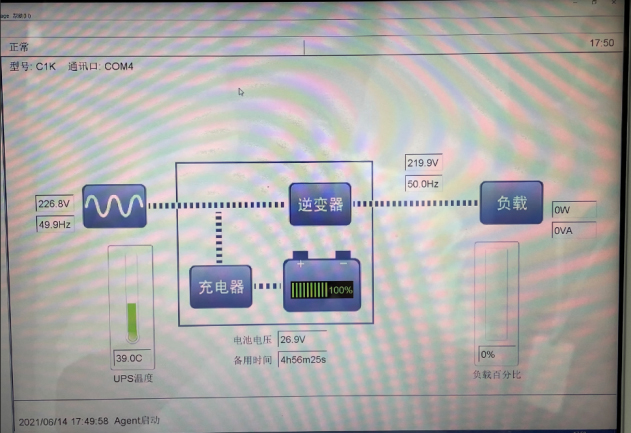 正常
17:50
型号: C1K 通讯口: COM4
219.9V
50.0Hz
226.8V
49.9Hz
逆变器
负载
0W
0VA
充电器
+ −
100%
电池电压 26.9V
备用时间 4h56m25s
39.0C
UPS温度
0%
负载百分比
2021/06/14 17:49:58 Agent启动